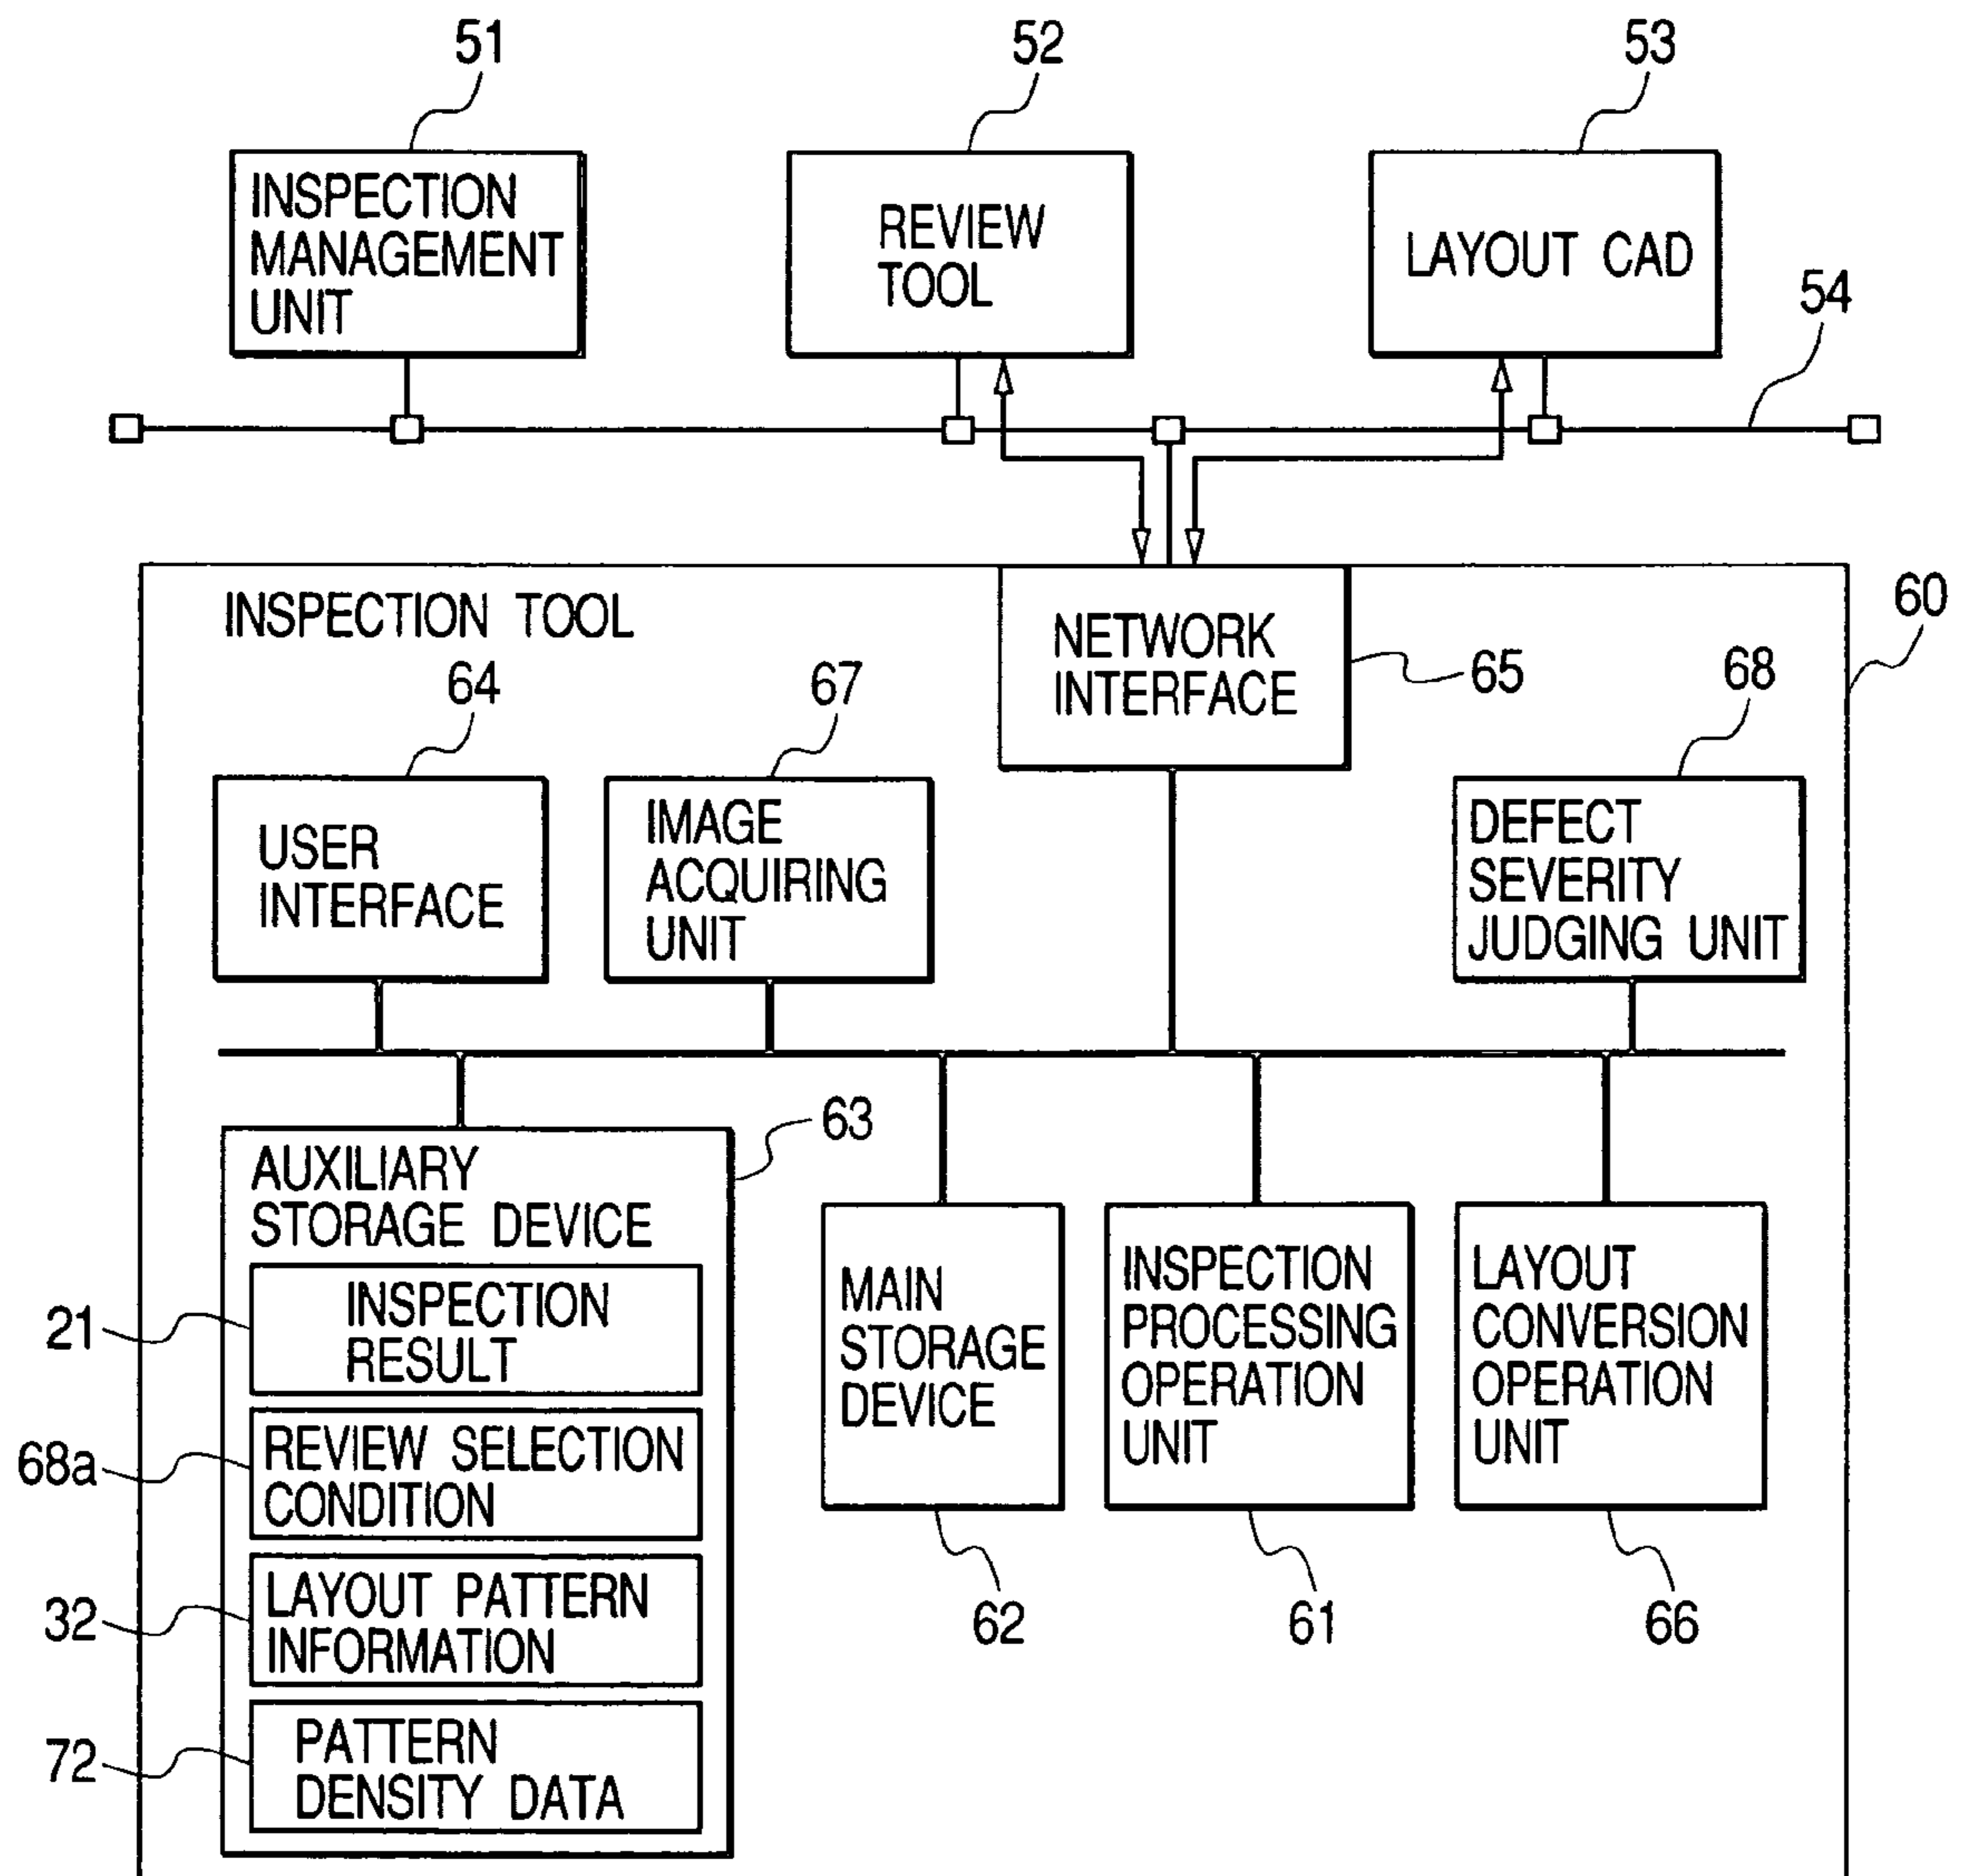 51
52
53
INSPECTION
MANAGEMENT
UNIT
REVIEW
TOOL
LAYOUT CAD
54
INSPECTION TOOL
60
NETWORK
INTERFACE
65
64
67
68
USER
INTERFACE
IMAGE
ACQUIRING
UNIT
DEFECT
SEVERITY
JUDGING UNIT
63
AUXILIARY
STORAGE DEVICE
21
INSPECTION
RESULT
68a
REVIEW SELECTION
CONDITION
32
LAYOUT PATTERN
INFORMATION
72
PATTERN
DENSITY DATA
MAIN
STORAGE
DEVICE
INSPECTION
PROCESSING
OPERATION
UNIT
LAYOUT
CONVERSION
OPERATION
UNIT
62
61
66